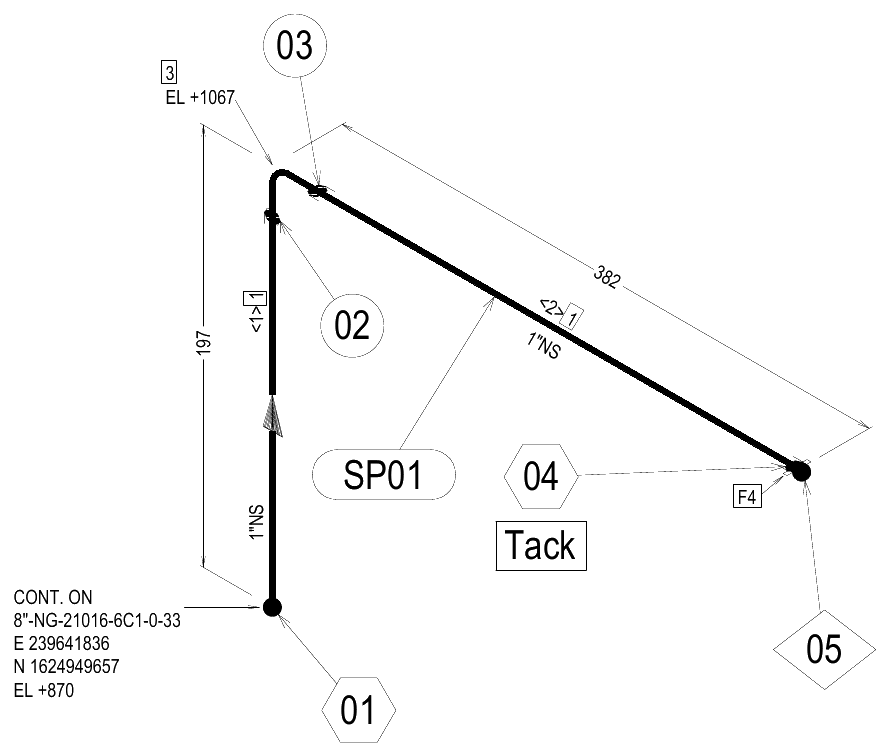 03
3
EL +1067
382
<1> 1
02
<2> 1
1"NS
197
SP01
04
F4
1"NS
Tack
CONT. ON
8"-NG-21016-6C1-0-33
E 239641836
N 1624949657
EL +870
05
01